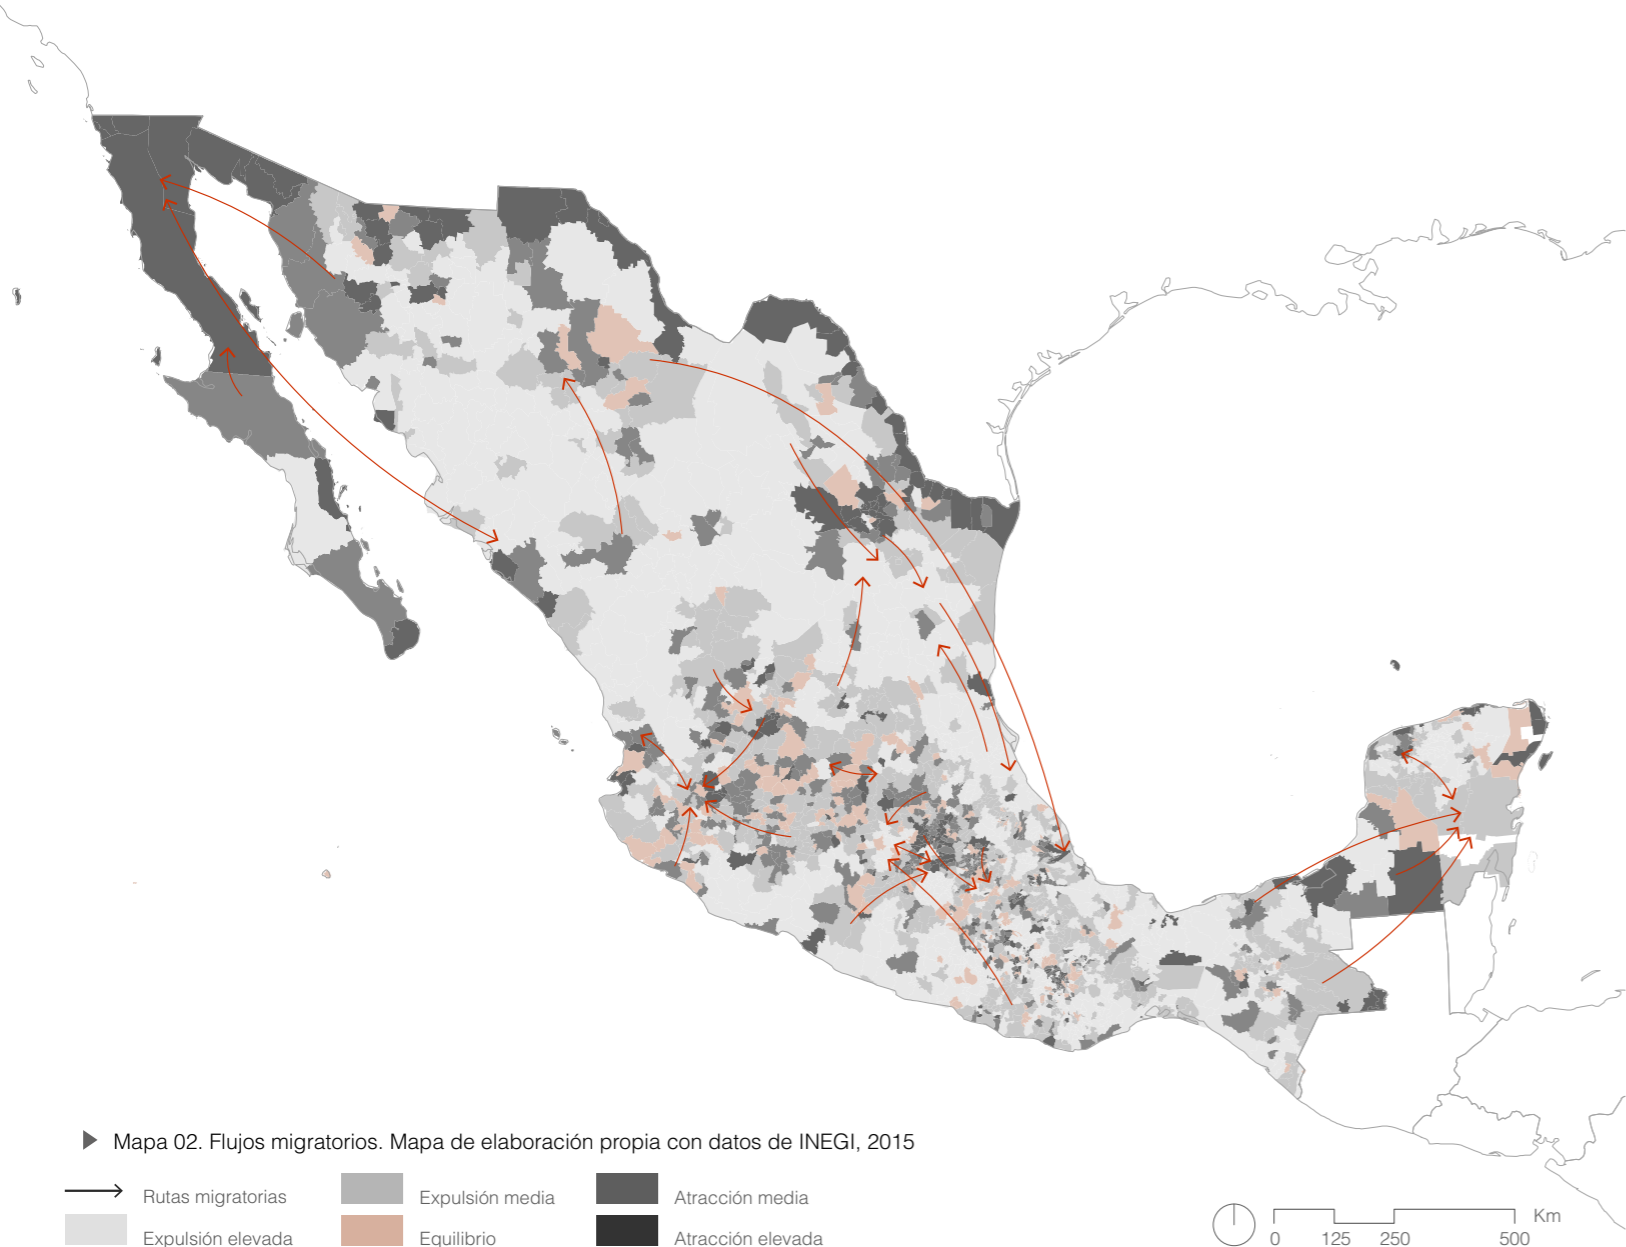 Mapa 02. Flujos migratorios. Mapa de elaboración propia con datos de INEGI, 2015
Rutas migratorias
Expulsión media
Atracción media
Expulsión elevada
Equilibrio
Atracción elevada
Km
0 125 250 500